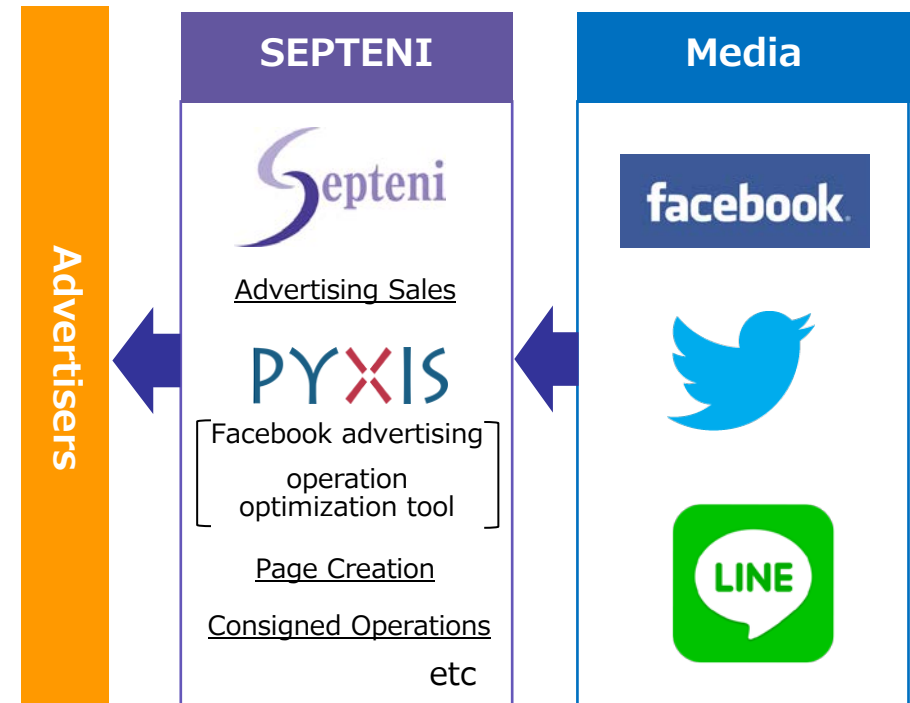 Advertisers
SEPTENI
Septeni
Advertising Sales
PYXIS
Facebook advertising
operation
optimization tool
Page Creation
Consigned Operations
etc
Media
facebook
LINE